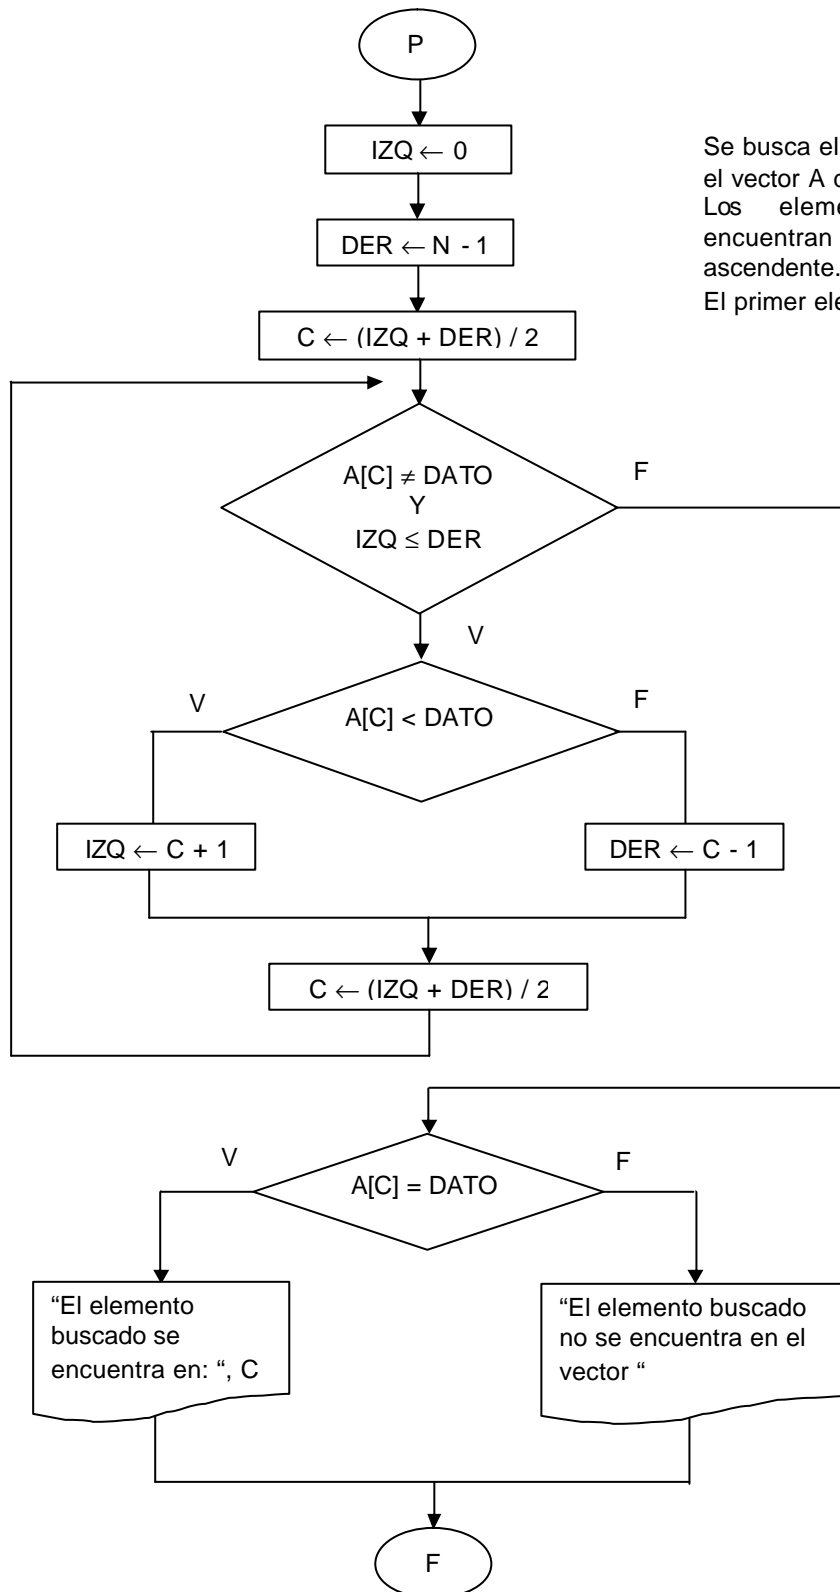 P
IZQ ← 0
Se busca el
el vector A
Los eleme
encuentran
ascendente.
El primer ele
DER ← N - 1
C ← (IZQ + DER) / 2
A[C] ≠ DATO
Y
IZQ ≤ DER
F
V
A[C] < DATO
V
F
IZQ ← C + 1
DER ← C - 1
C ← (IZQ + DER) / 2
A[C] = DATO
V
F
“El elemento
buscado se
encuentra en: “, C
“El elemento buscado
no se encuentra en el
vector “
F